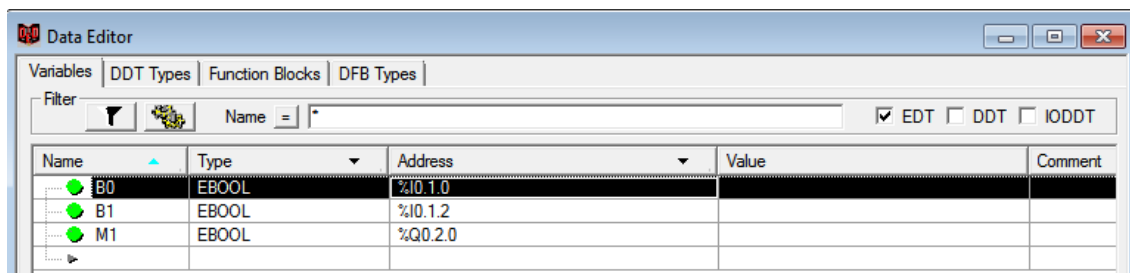 Data Editor
Variables DDT Types Function Blocks DFB Types
Filter
Name = * EDT DDT IODDT
Name Type Address Value Comment
B0 EBOOL %I0.1.0
B1 EBOOL %I0.1.2
M1 EBOOL %Q0.2.0